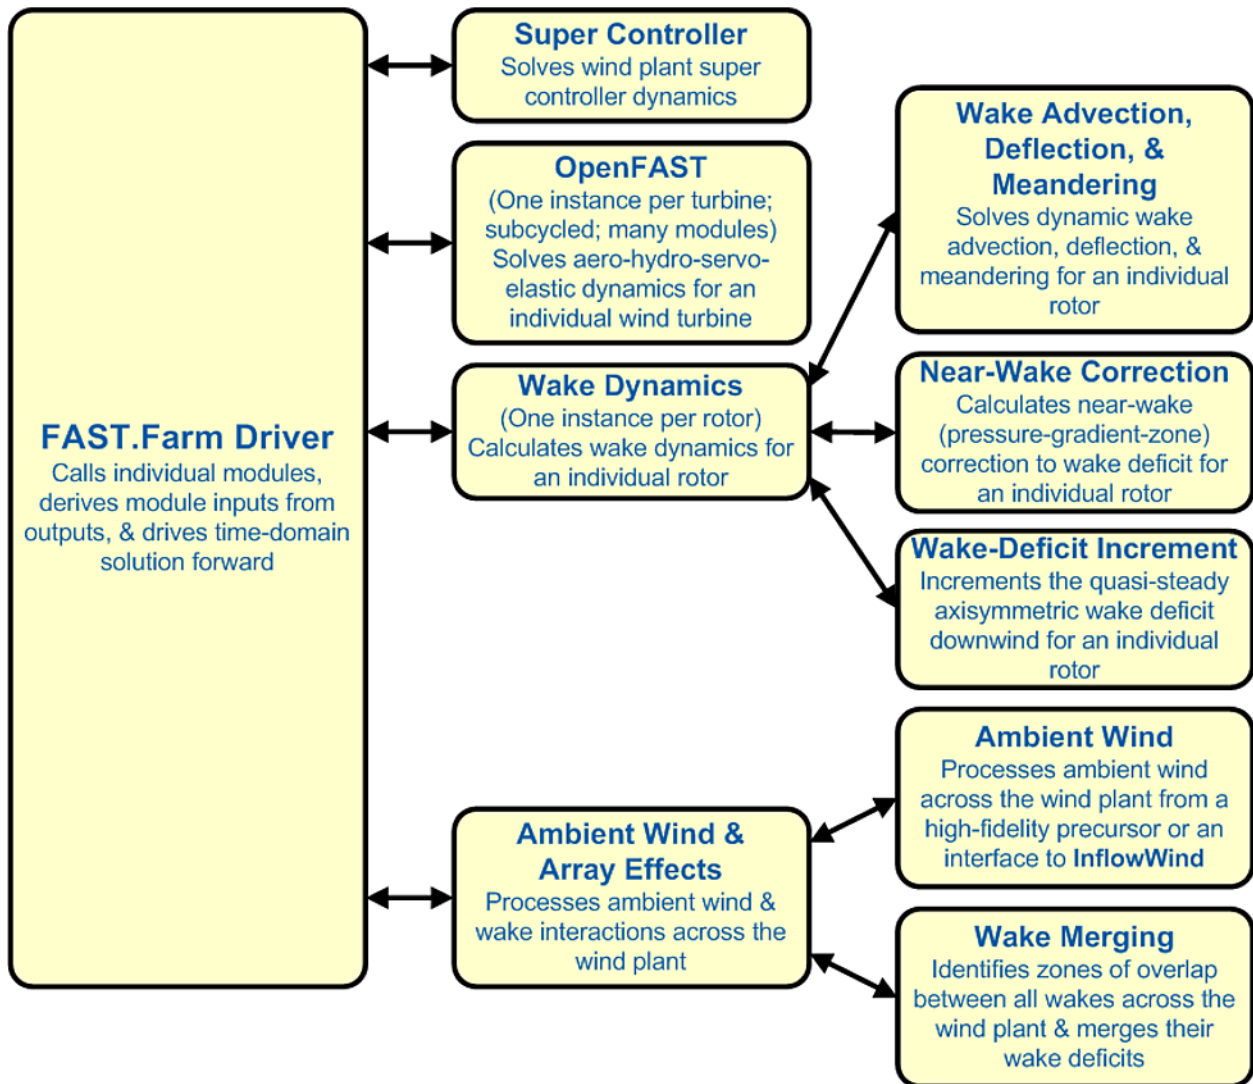 FAST.Farm Driver
Calls individual modules,
derives module inputs from
outputs, & drives time-domain
solution forward
Super Controller
Solves wind plant super
controller dynamics
OpenFAST
(One instance per turbine;
subcycled; many modules)
Solves aero-hydro-servo-
elastic dynamics for an
individual wind turbine
Wake Dynamics
(One instance per rotor)
Calculates wake dynamics for
an individual rotor
Wake Advection,
Deflection, &
Meandering
Solves dynamic wake
advection, deflection, &
meandering for an individual
rotor
Near-Wake Correction
Calculates near-wake
(pressure-gradient-zone)
correction to wake deficit for
an individual rotor
Wake-Deficit Increment
Increments the quasi-steady
axisymmetric wake deficit
downwind for an individual
rotor
Ambient Wind &
Array Effects
Processes ambient wind &
wake interactions across the
wind plant
Ambient Wind
Processes ambient wind
across the wind plant from a
high-fidelity precursor or an
interface to InflowWind
Wake Merging
Identifies zones of overlap
between all wakes across the
wind plant & merges their
wake deficits